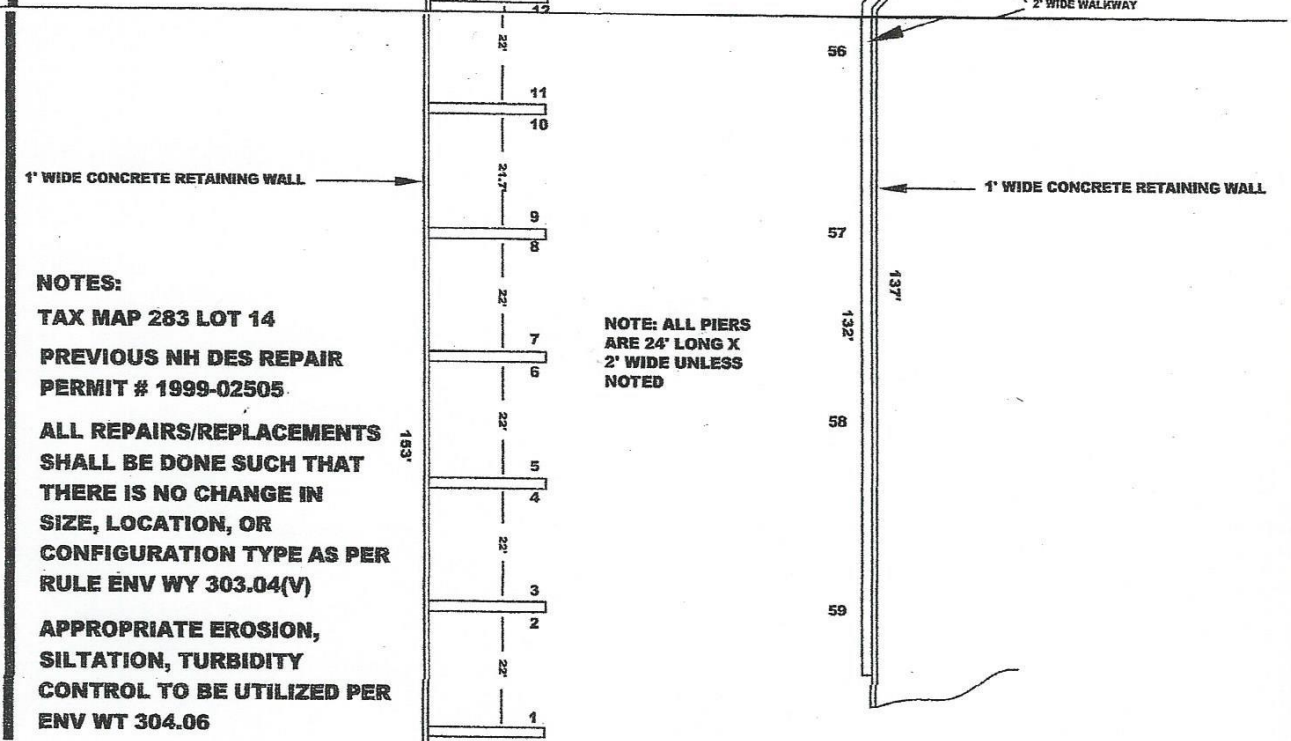 12
2' WIDE WALKWAY
22'
56
11
10
1' WIDE CONCRETE RETAINING WALL
21.7'
1' WIDE CONCRETE RETAINING WALL
9
8
57
137'
NOTES:
TAX MAP 283 LOT 14
PREVIOUS NH DES REPAIR
PERMIT # 1999-02505
22'
NOTE: ALL PIERS
ARE 24' LONG X
2' WIDE UNLESS
NOTED
132'
7
6
ALL REPAIRS/REPLACEMENTS
SHALL BE DONE SUCH THAT
THERE IS NO CHANGE IN
SIZE, LOCATION, OR
CONFIGURATION TYPE AS PER
RULE ENV WY 303.04(V)
153'
22'
58
5
4
22'
3
2
59
APPROPRIATE EROSION,
SILTATION, TURBIDITY
CONTROL TO BE UTILIZED PER
ENV WT 304.06
22'
1